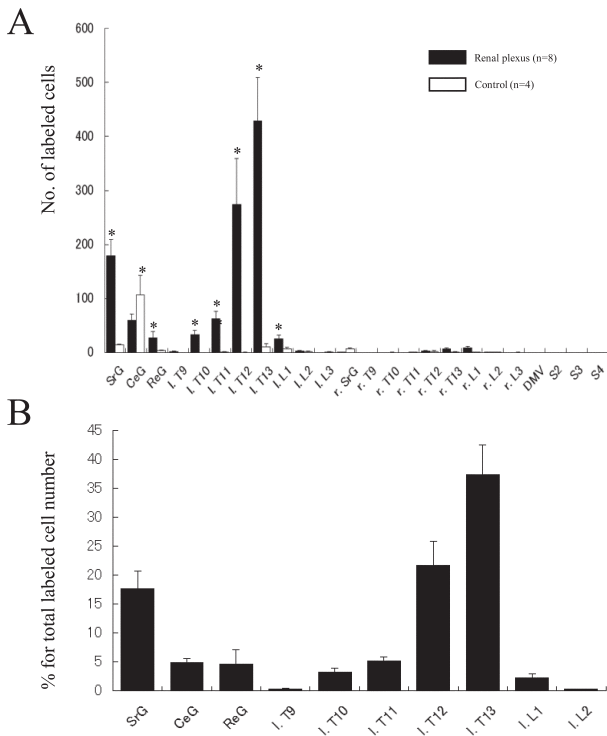 A
600
500
400
300
200
100
0
No. of labeled cells
Renal plexus (n=8)
Control (n=4)
* * * * * * * *
SrG CeG ReG l. T9 l. T10 l. T11 l. T12 l. T13 l. L1 l. L2 l. L3 r. SrG r. T9 r. T10 r. T11 r. T12 r. T13 r. L1 r. L2 r. L3 DMV S2 S3 S4
B
45
40
35
30
25
20
15
10
5
0
% for total labeled cell number
SrG CeG ReG l. T9 l. T10 l. T11 l. T12 l. T13 l. L1 l. L2